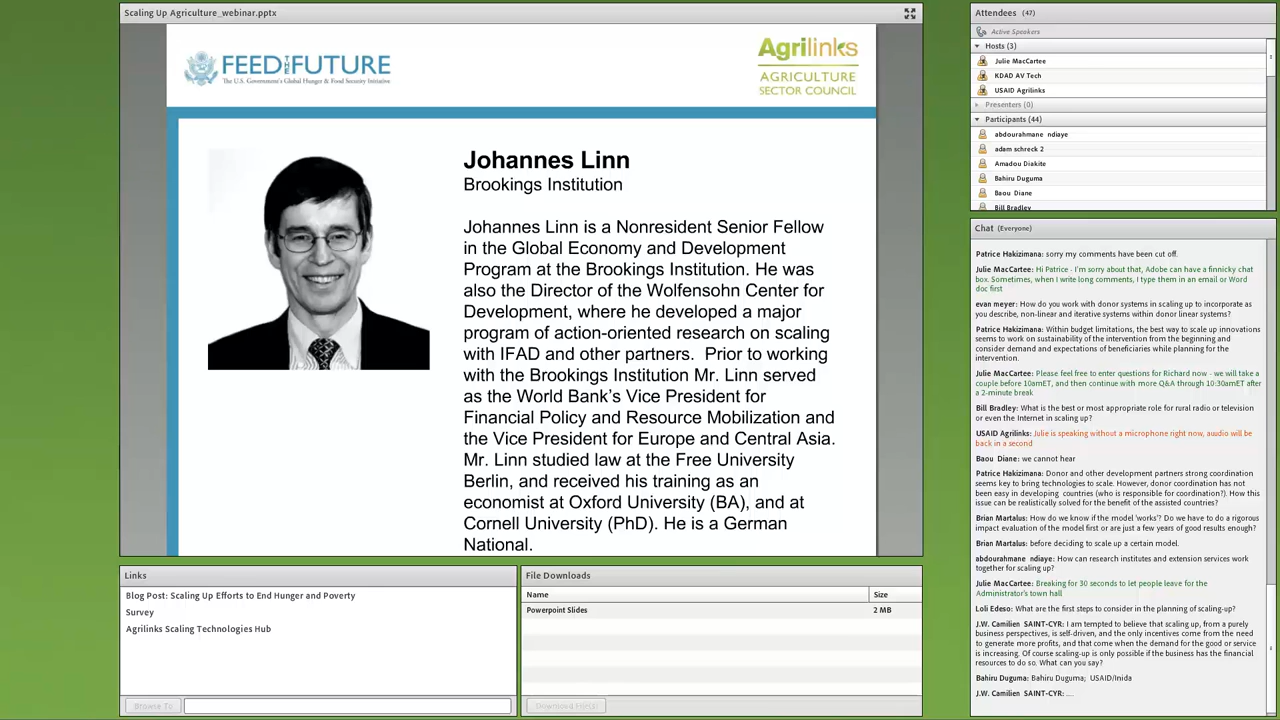 Scaling Up Agriculture_webinar.pptx
FEED THE FUTURE
The U.S. Government's Global Hunger & Food Security Initiative
Agrilinks
AGRICULTURE
SECTOR COUNCIL
Johannes Linn
Brookings Institution
Johannes Linn is a Nonresident Senior Fellow
in the Global Economy and Development
Program at the Brookings Institution. He was
also the Director of the Wolfensohn Center for
Development, where he developed a major
program of action-oriented research on scaling
with IFAD and other partners.  Prior to working
with the Brookings Institution Mr. Linn served
as the World Bank's Vice President for
Financial Policy and Resource Mobilization and
the Vice President for Europe and Central Asia.
Mr. Linn studied law at the Free University
Berlin, and received his training as an
economist at Oxford University (BA), and at
Cornell University (PhD). He is a German
National.
Links
Blog Post: Scaling Up Efforts to End Hunger and Poverty
Survey
Agrilinks Scaling Technologies Hub
Browse To
File Downloads
Name Size
Powerpoint Slides 2 MB
Download File(s)
Attendees (47)
Active Speakers
Hosts (3)
Julie MacCartee
KDAD AV Tech
USAID Agrilinks
Presenters (0)
Participants (44)
abdourahmane ndiaye
adam schreck 2
Amadou Diakite
Bahiru Duguma
Baou Diane
Bill Bradley
Chat (Everyone)
Patrice Hakizimana: sorry my comments have been cut off.
Julie MacCartee: Hi Patrice - I'm sorry about that, Adobe can have a finnicky chat
box. Sometimes, when I write long comments, I type them in an email or Word
doc first
evan meyer: How do you work with donor systems in scaling up to incorporate as
you describe, non-linear and iterative systems within donor linear systems?
Patrice Hakizimana: Within budget limitations, the best way to scale up innovations
seems to work on sustainability of the intervention from the beginning and
consider demand and expectations of beneficiaries while planning for the
intervention.
Julie MacCartee: Please feel free to enter questions for Richard now - we will take a
couple before 10amET, and then continue with more Q&A through 10:30amET after
a 2-minute break
Bill Bradley: What is the best or most appropriate role for rural radio or television
or even the Internet in scaling up?
USAID Agrilinks: Julie is speaking without a microphone right now, audio will be
back in a second
Baou Diane: we cannot hear
Patrice Hakizimana: Donor and other development partners strong coordination
seems key to bring technologies to scale. However, donor coordination has not
been easy in developing countries (who is responsible for coordination?). How this
issue can be realistically solved for the benefit of the assisted countries?
Brian Martalus: How do we know if the model 'works'? Do we have to do a rigorous
impact evaluation of the model first or are just a few years of good results enough?
Brian Martalus: before deciding to scale up a certain model.
abdourahmane ndiaye: How can research institutes and extension services work
together for scaling up?
Julie MacCartee: Breaking for 30 seconds to let people leave for the
Administrator's town hall
Loli Edeso: What are the first steps to consider in the planning of scaling-up?
J.W. Camilien SAINT-CYR: I am tempted to believe that scaling up, from a purely
business perspectives, is self-driven, and the only incentives come from the need
to generate more profits, and that come when the demand for the good or service
is increasing. Of course scaling-up is only possible if the business has the financial
resources to do so. What can you say?
Bahiru Duguma: Bahiru Duguma; USAID/Inida
J.W. Camilien SAINT-CYR: ....